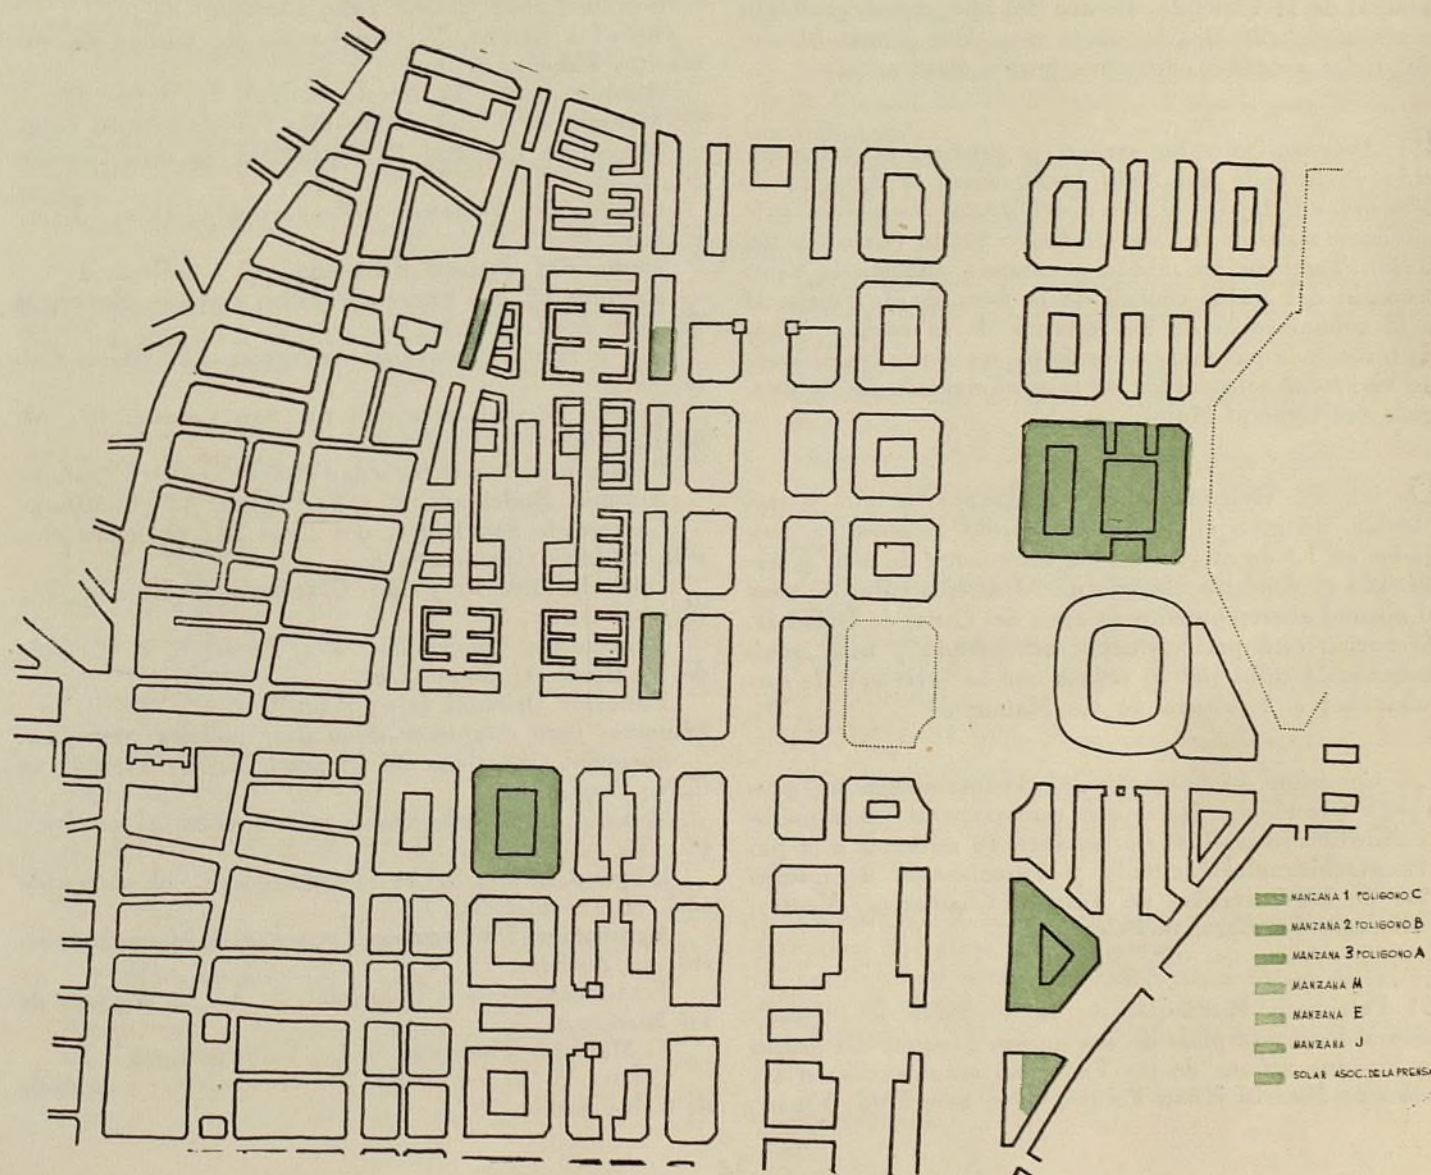 MANZANA 1 POLIGONO C
MANZANA 2 POLIGONO B
MANZANA 3 POLIGONO A
MANZANA M
MANZANA E
MANZANA J
SOLAR ASOC. DE LA PRENSA